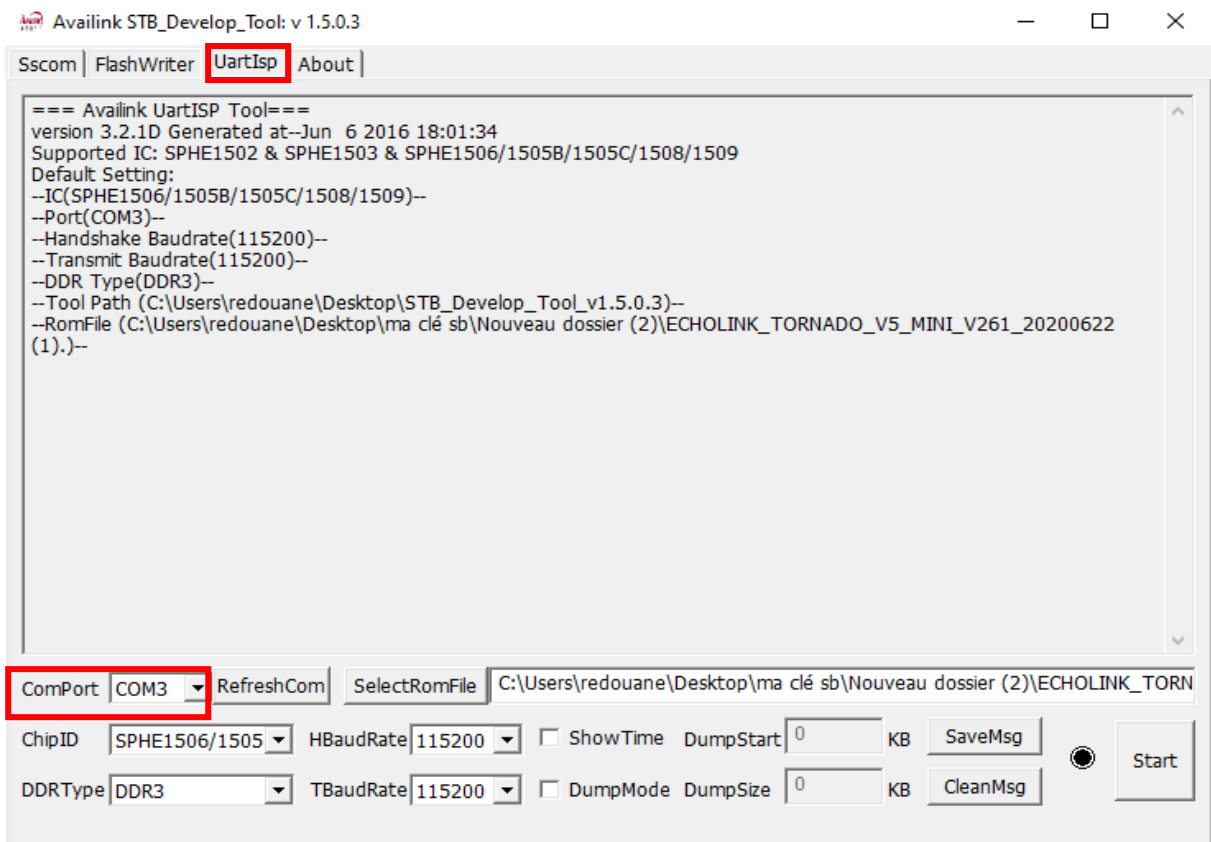 Availink STB_Develop_Tool: v 1.5.0.3
Sscom FlashWriter UartIsp About
=== Availink UartISP Tool===
version 3.2.1D Generated at--Jun 6 2016 18:01:34
Supported IC: SPHE1502 & SPHE1503 & SPHE1506/1505B/1505C/1508/1509
Default Setting:
--IC(SPHE1506/1505B/1505C/1508/1509)--
--Port(COM3)--
--Handshake Baudrate(115200)--
--Transmit Baudrate(115200)--
--DDR Type(DDR3)--
--Tool Path (C:\Users\redouane\Desktop\STB_Develop_Tool_v1.5.0.3)--
--RomFile (C:\Users\redouane\Desktop\ma clé sb\Nouveau dossier (2)\ECHOLINK_TORNADO_V5_MINI_V261_20200622
(1).)--
ComPort COM3 RefreshCom SelectRomFile C:\Users\redouane\Desktop\ma clé sb\Nouveau dossier (2)\ECHOLINK_TORN
ChipID SPHE1506/1505 HBaudRate 115200 ShowTime DumpStart 0 KB SaveMsg
Start
DDRType DDR3 TBaudRate 115200 DumpMode DumpSize 0 KB CleanMsg